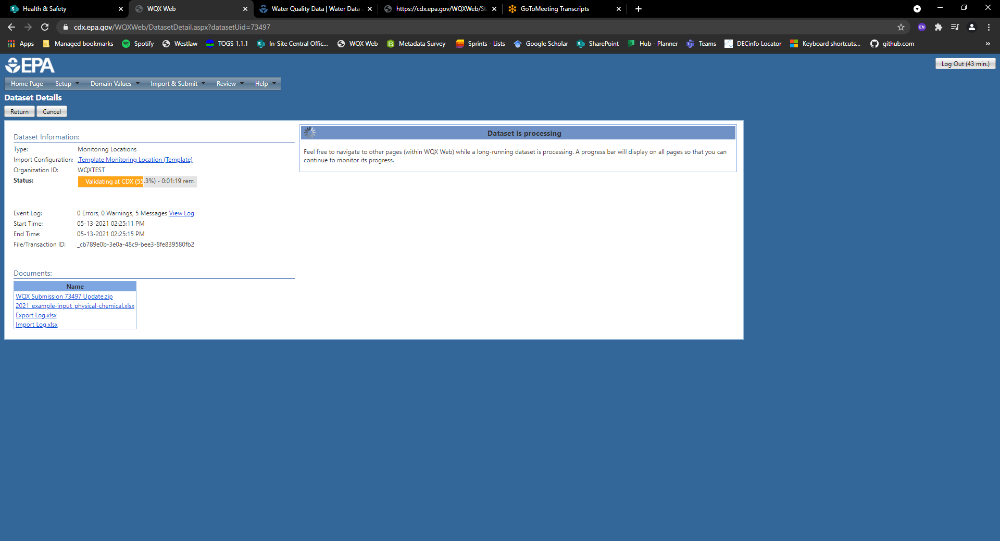 Health & Safety
WQX Web
Water Quality Data | Water Data
https://cdx.epa.gov/WQXWeb/Sta
GoToMeeting Transcripts
cdx.epa.gov/WQXWeb/DatasetDetail.aspx?datasetUid=73497
EN
Apps
Managed bookmarks
Spotify
Westlaw
TOGS 1.1.1
In-Site Central Offic...
WQX Web
Metadata Survey
Sprints - Lists
Google Scholar
SharePoint
Hub - Planner
Teams
DECinfo Locator
Keyboard shortcuts...
github.com
»
EPA
Log Out (43 min.)
Home Page
Setup
Domain Values
Import & Submit
Review
Help
Dataset Details
Return
Cancel
Dataset Information:
Type: Monitoring Locations
Import Configuration: .Template Monitoring Location (Template)
Organization ID: WQXTEST
Status: Validating at CDX (55.3%) - 0:01:19 rem
Event Log: 0 Errors, 0 Warnings, 5 Messages View Log
Start Time: 05-13-2021 02:25:11 PM
End Time: 05-13-2021 02:25:15 PM
File/Transaction ID: _cb789e0b-3e0a-48c9-bee3-8fe839580fb2
Documents:
Name
WQX Submission 73497 Update.zip
2021_example-input_physical-chemical.xlsx
Export Log.xlsx
Import Log.xlsx
Dataset is processing
Feel free to navigate to other pages (within WQX Web) while a long-running dataset is processing. A progress bar will display on all pages so that you can
continue to monitor its progress.